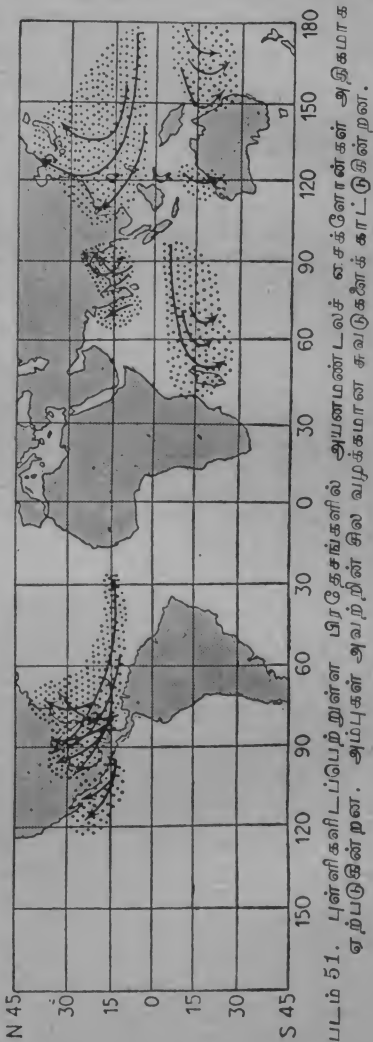 N 45
30
15
0
15
30
S 45
150 120 90 60 30 0 30 60 90 120 150 180
படம் 51. புள்ளிகளிடப்பெற்றுள்ள பிரதேசங்களில் அயனமண்டலச் சைக்ளோன்கள் அதிகமாக
ஏற்படுகின்றன. அம்புகள் அவற்றின் சில வழக்கமான சுவடுகளைக் காட்டுகின்றன.